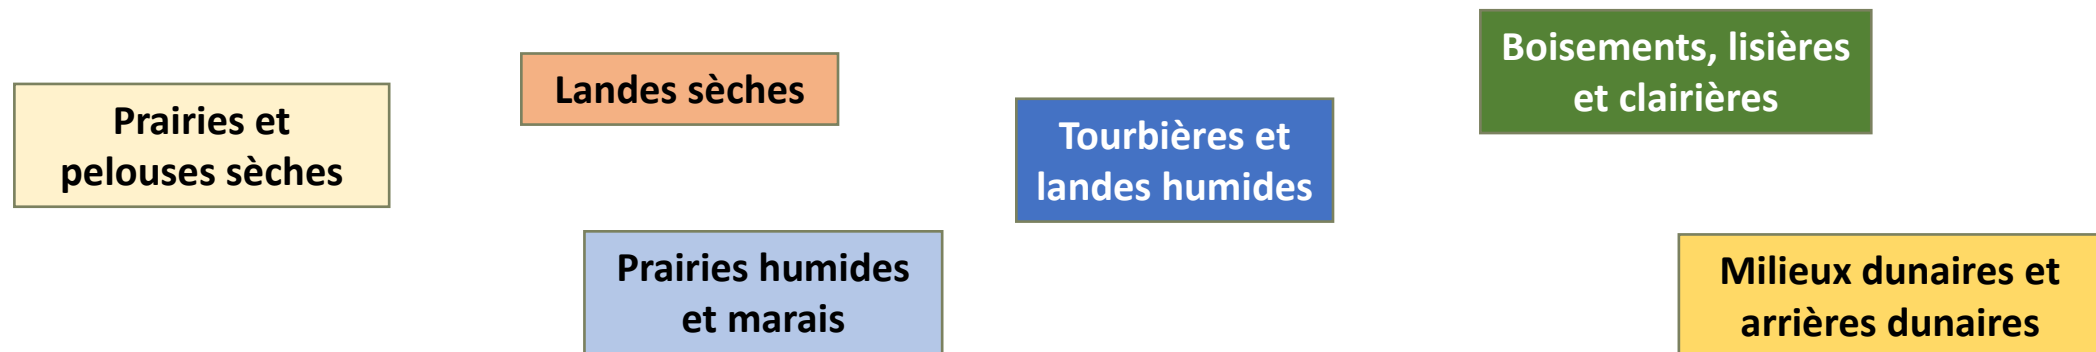 Prairies et
pelouses sèches
Landes sèches
Prairies humides
et marais
Tourbières et
landes humides
Boisements, lisières
et clairières
Milieux dunaires et
arrières dunaires